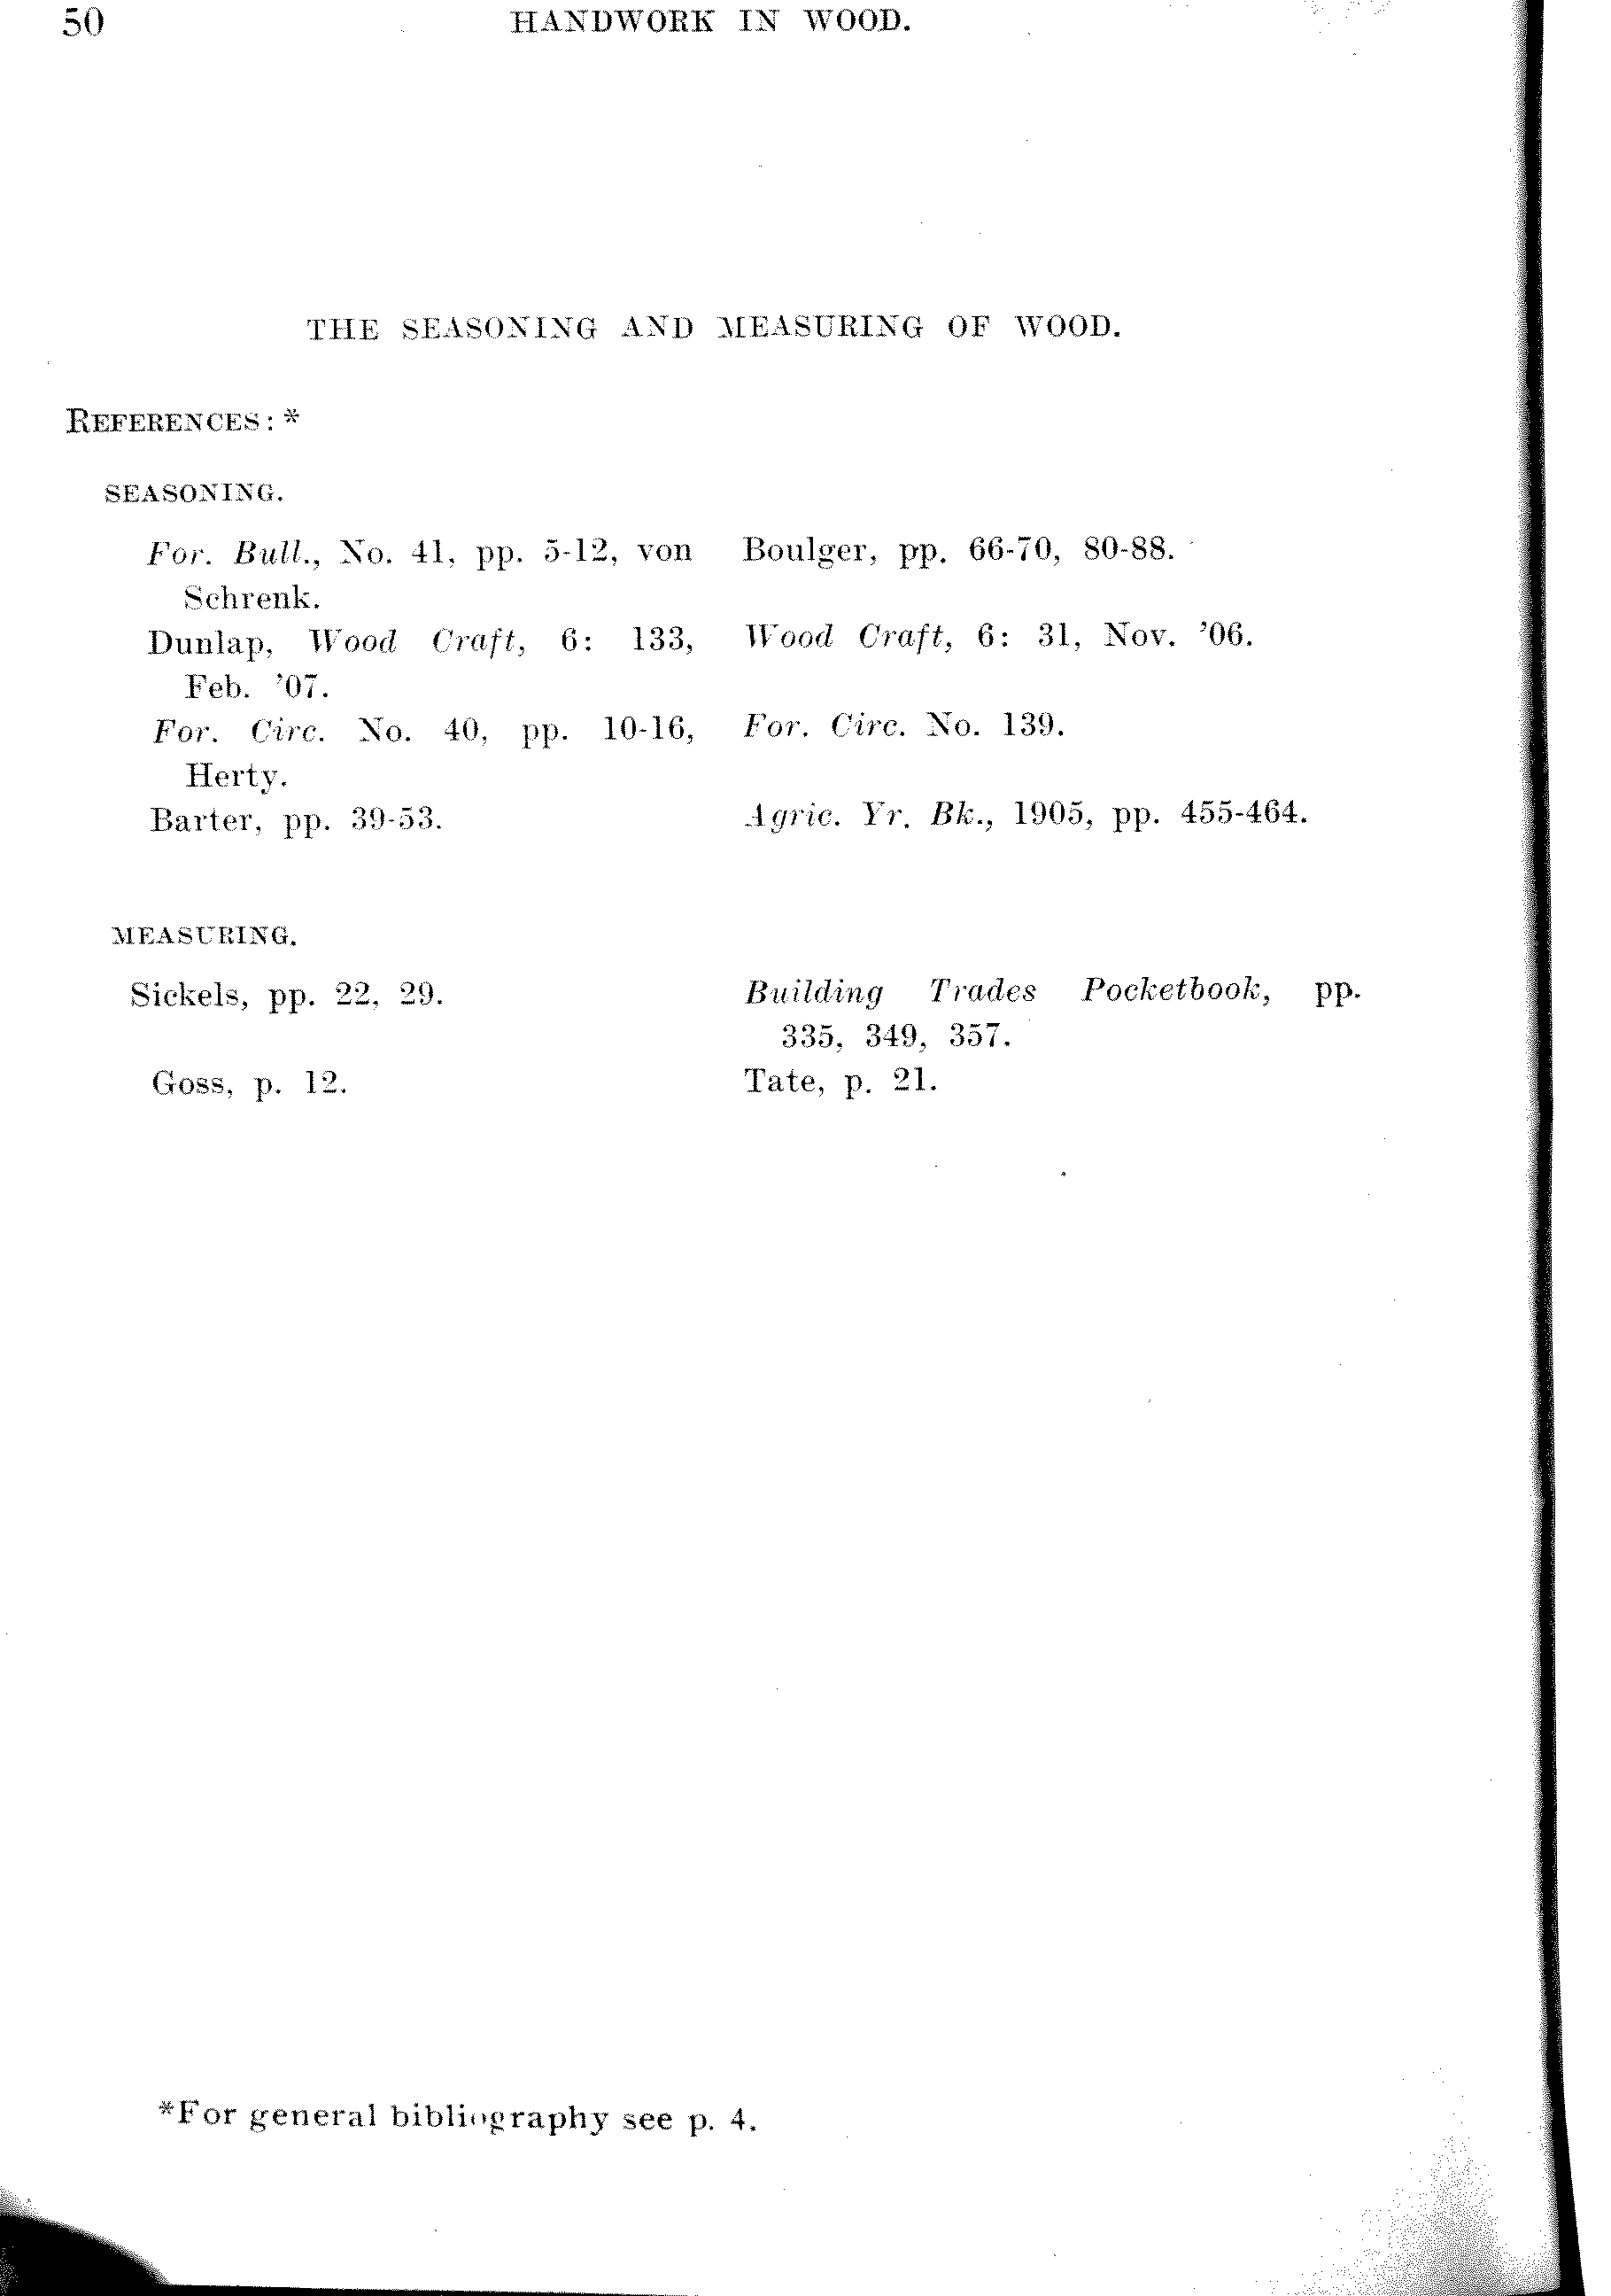 50 HANDWORK IN WOOD.
THE SEASONING AND MEASURING OF WOOD.
REFERENCES:*
SEASONING.
For. Bull., No. 41, pp. 5-12, von
Schrenk.
Dunlap, Wood Craft, 6: 133,
Feb. '07.
For. Circ. No. 40, pp. 10-16,
Herty.
Barter, pp. 39-53.
Boulger, pp. 66-70, 80-88.
Wood Craft, 6: 31, Nov. '06.
For. Circ. No. 139.
Agric. Yr. Bk., 1905, pp. 455-464.
MEASURING.
Sickels, pp. 22, 29.
Goss, p. 12.
Building Trades Pocketbook, pp.
335, 349, 357.
Tate, p. 21.
*For general bibliography see p. 4.